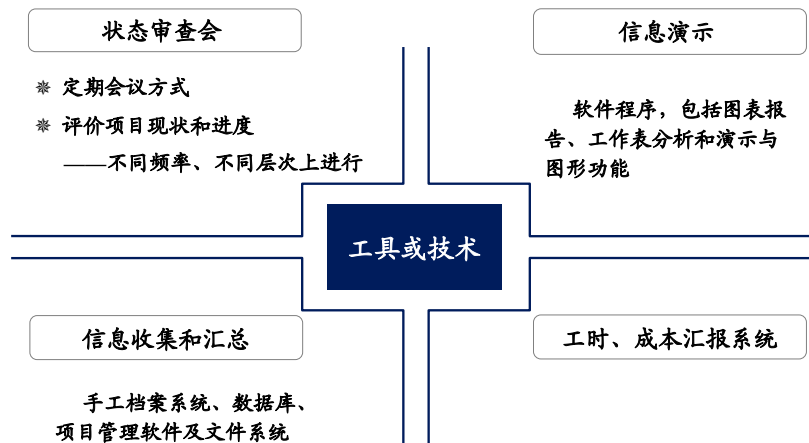 状态审查会
✵ 定期会议方式
✵ 评价项目现状和进度
——不同频率、不同层次上进行
信息演示
软件程序，包括图表报
告、工作表分析和演示与
图形功能
工具或技术
信息收集和汇总
手工档案系统、数据库、
项目管理软件及文件系统
工时、成本汇报系统